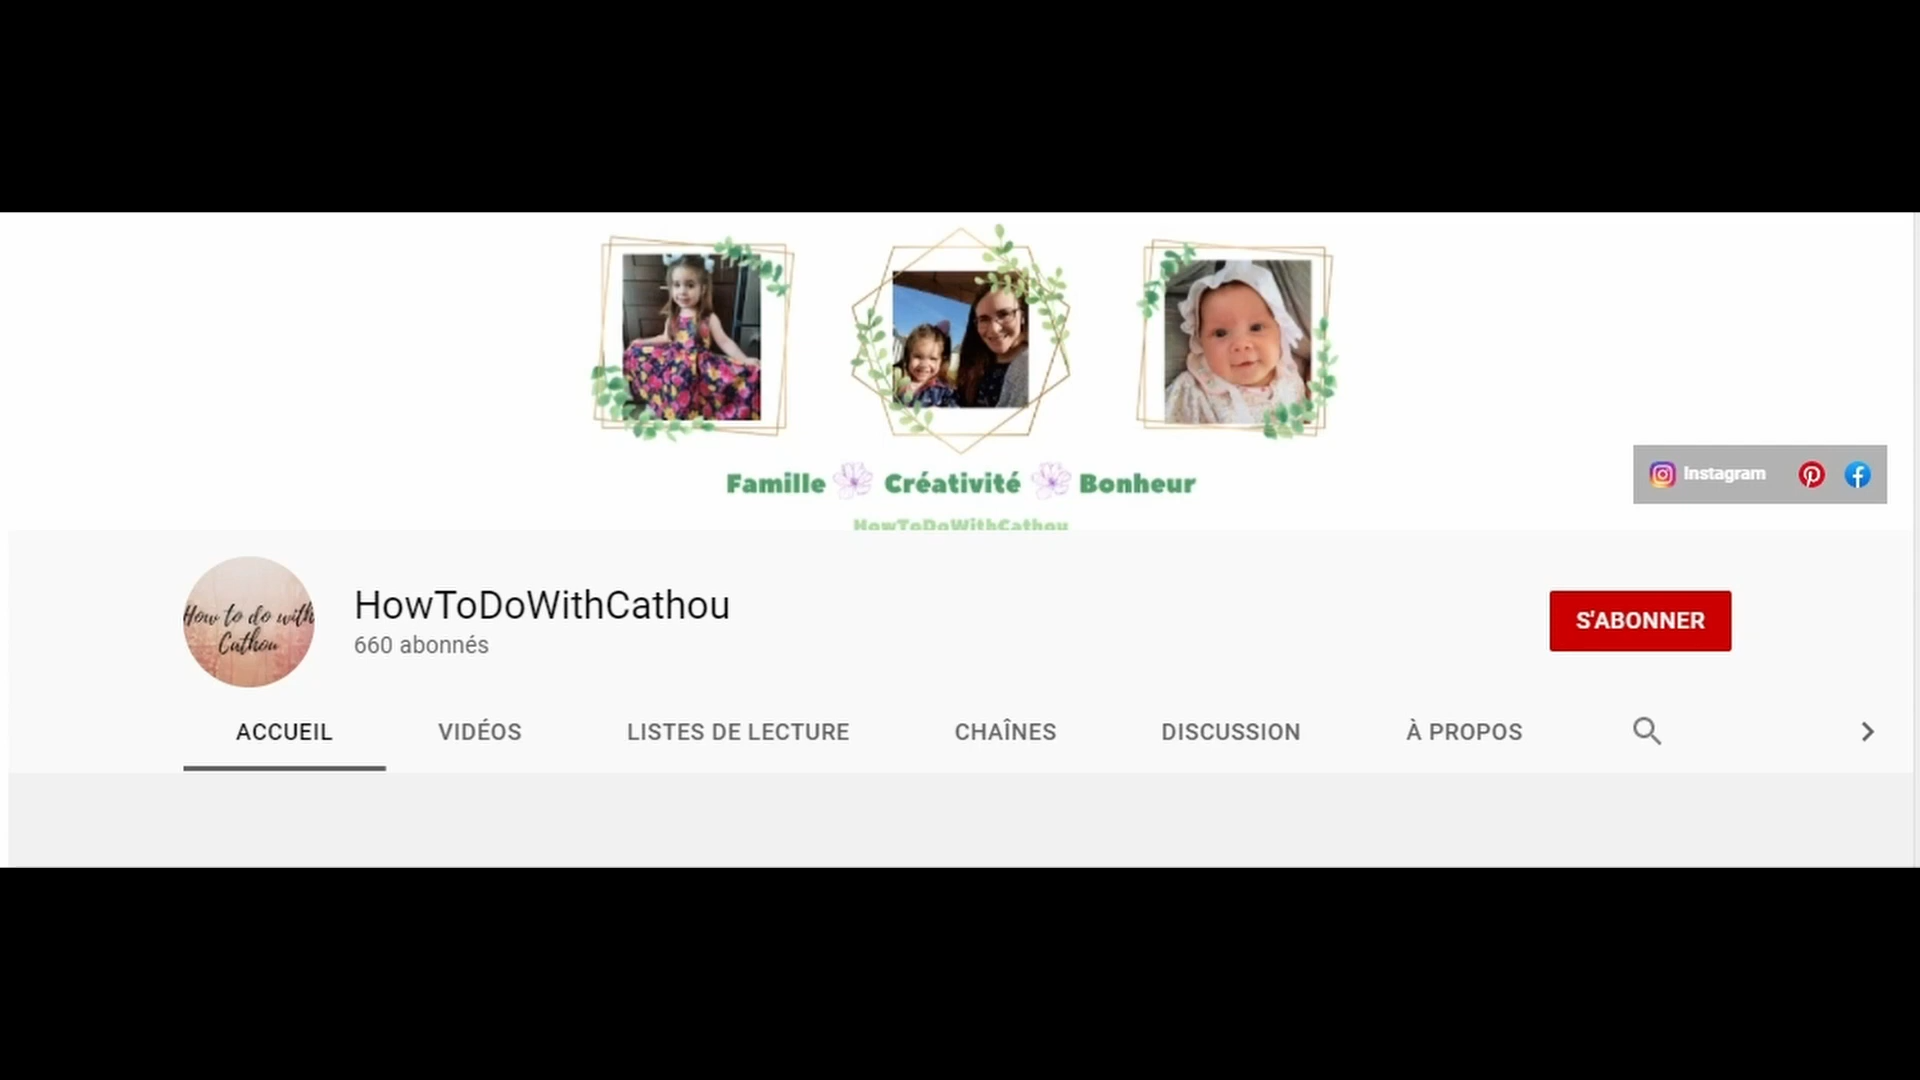 Famille Créativité Bonheur
HowToDoWithCathou
Instagram
How to do with
Cathou
HowToDoWithCathou
660 abonnés
S'ABONNER
ACCUEIL VIDÉOS LISTES DE LECTURE CHAÎNES DISCUSSION À PROPOS